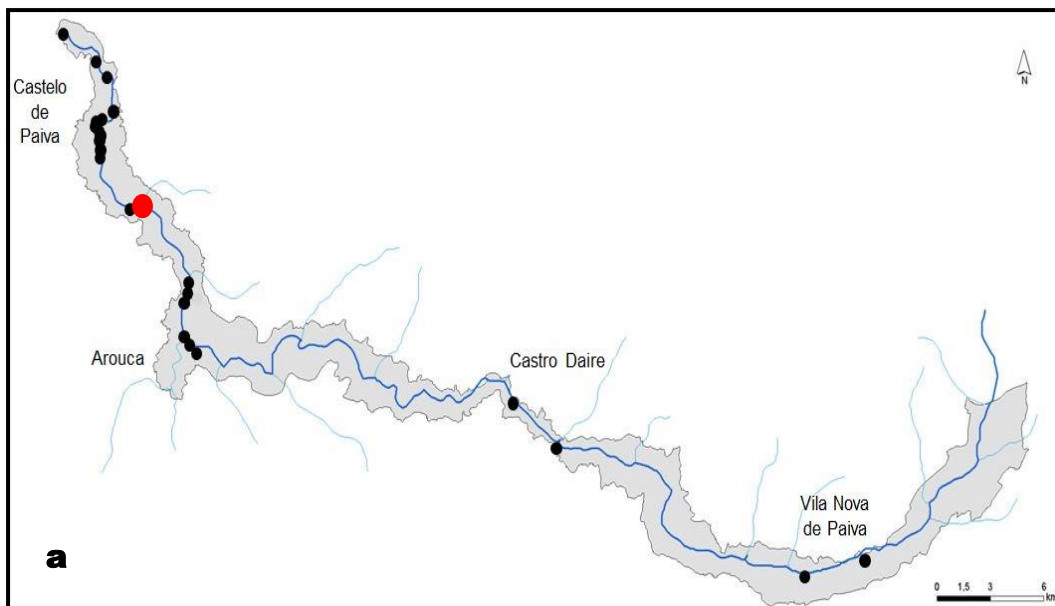 Castelo
de
Paiva
N
Arouca
Castro Daire
Vila Nova
de Paiva
a
0 1,5 3 6
km